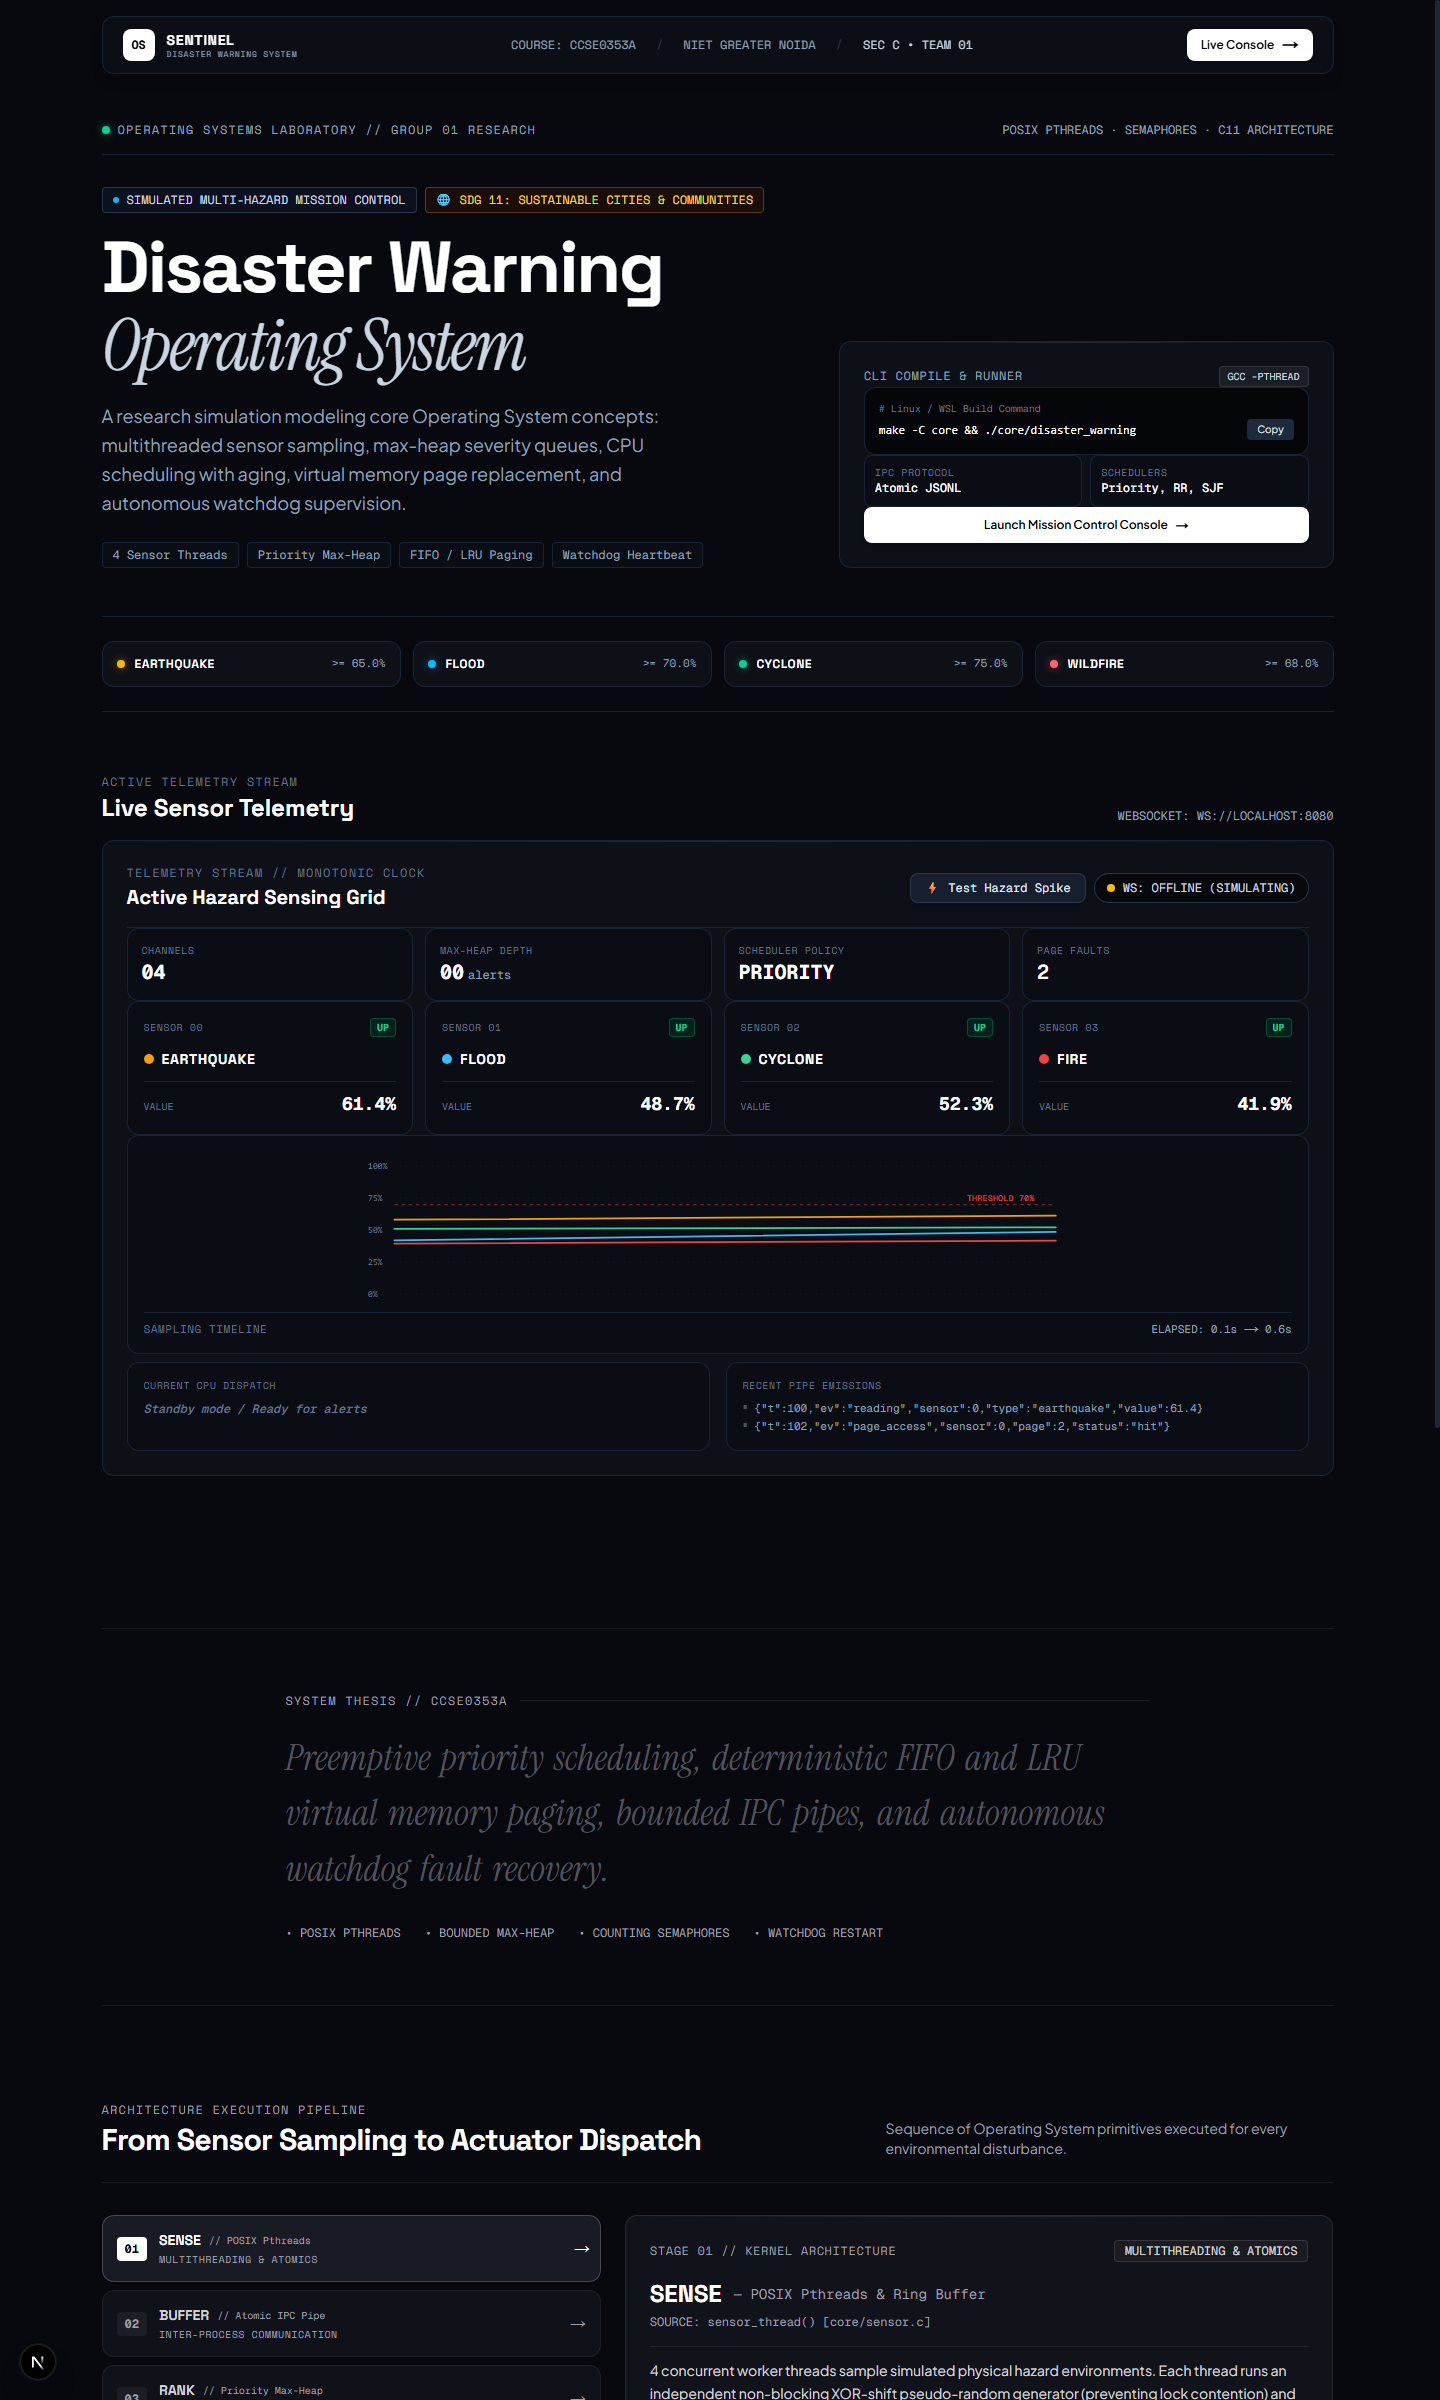 OS
SENTINEL
DISASTER WARNING SYSTEM
COURSE: CCSE0353A / NIET GREATER NOIDA / SEC C • TEAM 01
Live Console →
OPERATING SYSTEMS LABORATORY // GROUP 01 RESEARCH
POSIX PTHREADS · SEMAPHORES · C11 ARCHITECTURE
SIMULATED MULTI-HAZARD MISSION CONTROL
SDG 11: SUSTAINABLE CITIES & COMMUNITIES
Disaster Warning
Operating System
A research simulation modeling core Operating System concepts:
multithreaded sensor sampling, max-heap severity queues, CPU
scheduling with aging, virtual memory page replacement, and
autonomous watchdog supervision.
4 Sensor Threads
Priority Max-Heap
FIFO / LRU Paging
Watchdog Heartbeat
CLI COMPILE & RUNNER
GCC -PTHREAD
# Linux / WSL Build Command
make -C core && ./core/disaster_warning
Copy
IPC PROTOCOL
Atomic JSONL
SCHEDULERS
Priority, RR, SJF
Launch Mission Control Console →
EARTHQUAKE >= 65.0%
FLOOD >= 70.0%
CYCLONE >= 75.0%
WILDFIRE >= 68.0%
ACTIVE TELEMETRY STREAM
Live Sensor Telemetry
WEBSOCKET: WS://LOCALHOST:8080
TELEMETRY STREAM // MONOTONIC CLOCK
Active Hazard Sensing Grid
Test Hazard Spike
WS: OFFLINE (SIMULATING)
CHANNELS
04
MAX-HEAP DEPTH
00 alerts
SCHEDULER POLICY
PRIORITY
PAGE FAULTS
2
SENSOR 00 UP
EARTHQUAKE
VALUE 61.4%
SENSOR 01 UP
FLOOD
VALUE 48.7%
SENSOR 02 UP
CYCLONE
VALUE 52.3%
SENSOR 03 UP
FIRE
VALUE 41.9%
100%
75%
THRESHOLD 70%
50%
25%
0%
SAMPLING TIMELINE
ELAPSED: 0.1s ⟶ 0.6s
CURRENT CPU DISPATCH
Standby mode / Ready for alerts
RECENT PIPE EMISSIONS
{"t":100,"ev":"reading","sensor":0,"type":"earthquake","value":61.4}
{"t":102,"ev":"page_access","sensor":0,"page":2,"status":"hit"}
SYSTEM THESIS // CCSE0353A
Preemptive priority scheduling, deterministic FIFO and LRU
virtual memory paging, bounded IPC pipes, and autonomous
watchdog fault recovery.
• POSIX PTHREADS • BOUNDED MAX-HEAP • COUNTING SEMAPHORES • WATCHDOG RESTART
ARCHITECTURE EXECUTION PIPELINE
From Sensor Sampling to Actuator Dispatch
Sequence of Operating System primitives executed for every
environmental disturbance.
01
SENSE // POSIX Pthreads
MULTITHREADING & ATOMICS
→
02
BUFFER // Atomic IPC Pipe
INTER-PROCESS COMMUNICATION
→
03
RANK // Priority Max-Heap
→
STAGE 01 // KERNEL ARCHITECTURE
MULTITHREADING & ATOMICS
SENSE — POSIX Pthreads & Ring Buffer
SOURCE: sensor_thread() [core/sensor.c]
4 concurrent worker threads sample simulated physical hazard environments. Each thread runs an
independent non-blocking XOR-shift pseudo-random generator (preventing lock contention) and
N